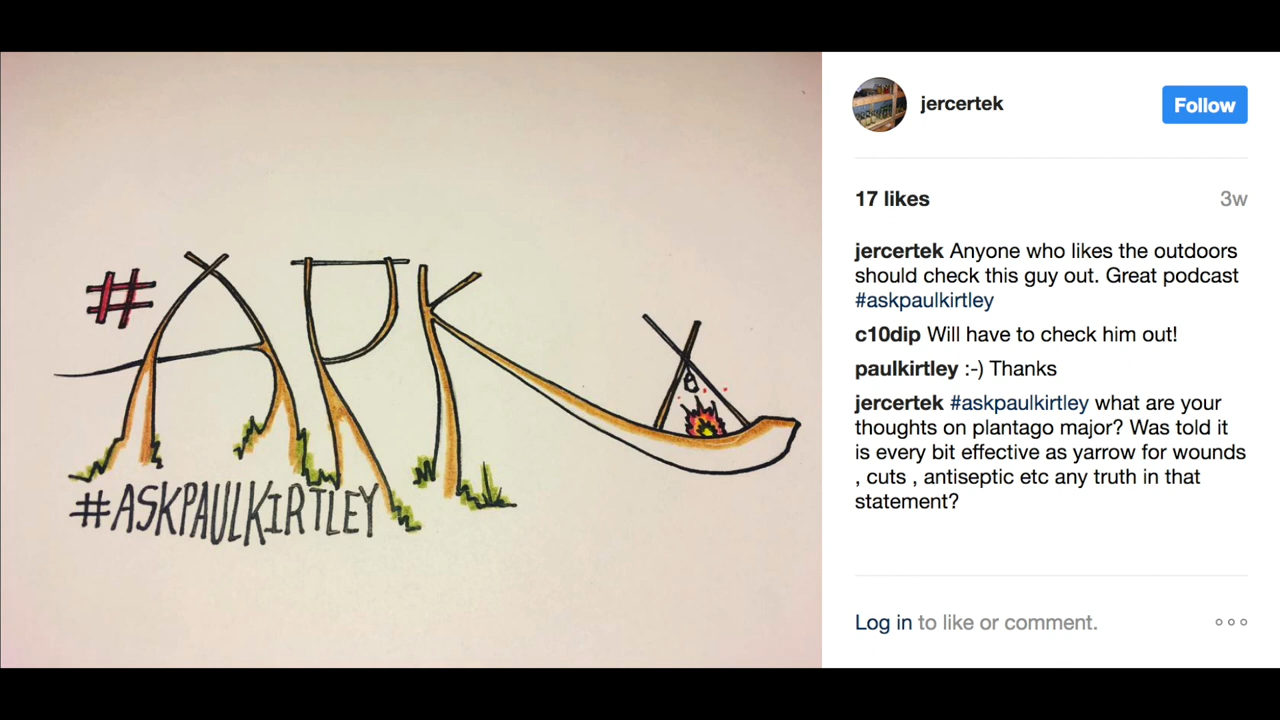 #APK
#ASKPAULKIRTLEY
jercertek
Follow
17 likes
3w
jercertek Anyone who likes the outdoors
should check this guy out. Great podcast
#askpaulkirtley
c10dip Will have to check him out!
paulkirtley :-) Thanks
jercertek #askpaulkirtley what are your
thoughts on plantago major? Was told it
is every bit effective as yarrow for wounds
, cuts , antiseptic etc any truth in that
statement?
Log in to like or comment.